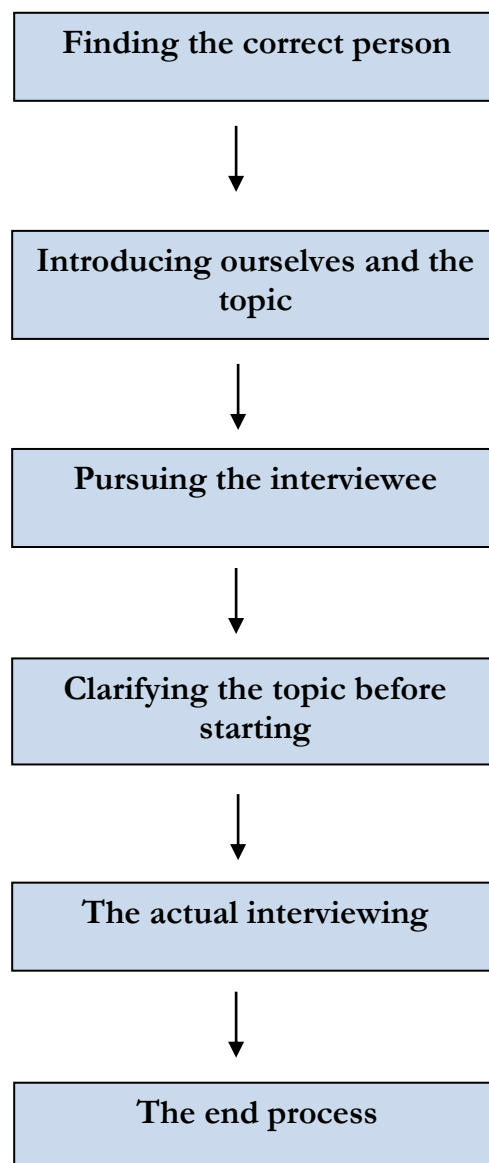 Finding the correct person
Introducing ourselves and the
topic
Pursuing the interviewee
Clarifying the topic before
starting
The actual interviewing
The end process